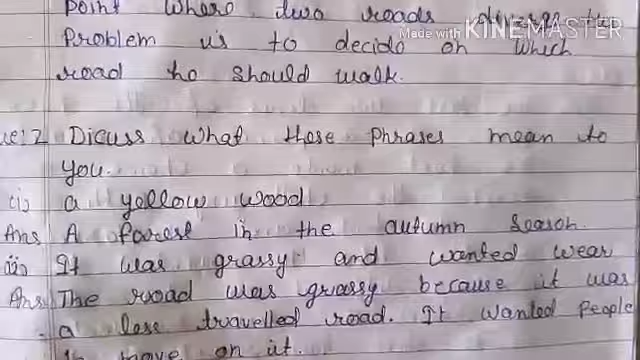 Point where two roads diverge the
Made with KINEMASTER
Problem is to decide on which
road he should walk.
ue:2 Dicuss what these Phrases mean to
you.
(i) a yellow wood
Ans A forest in the autumn season.
(ii) It was grassy and wanted wear
Ans The road was grassy because it was
a less travelled road. It wanted People
to move on it.